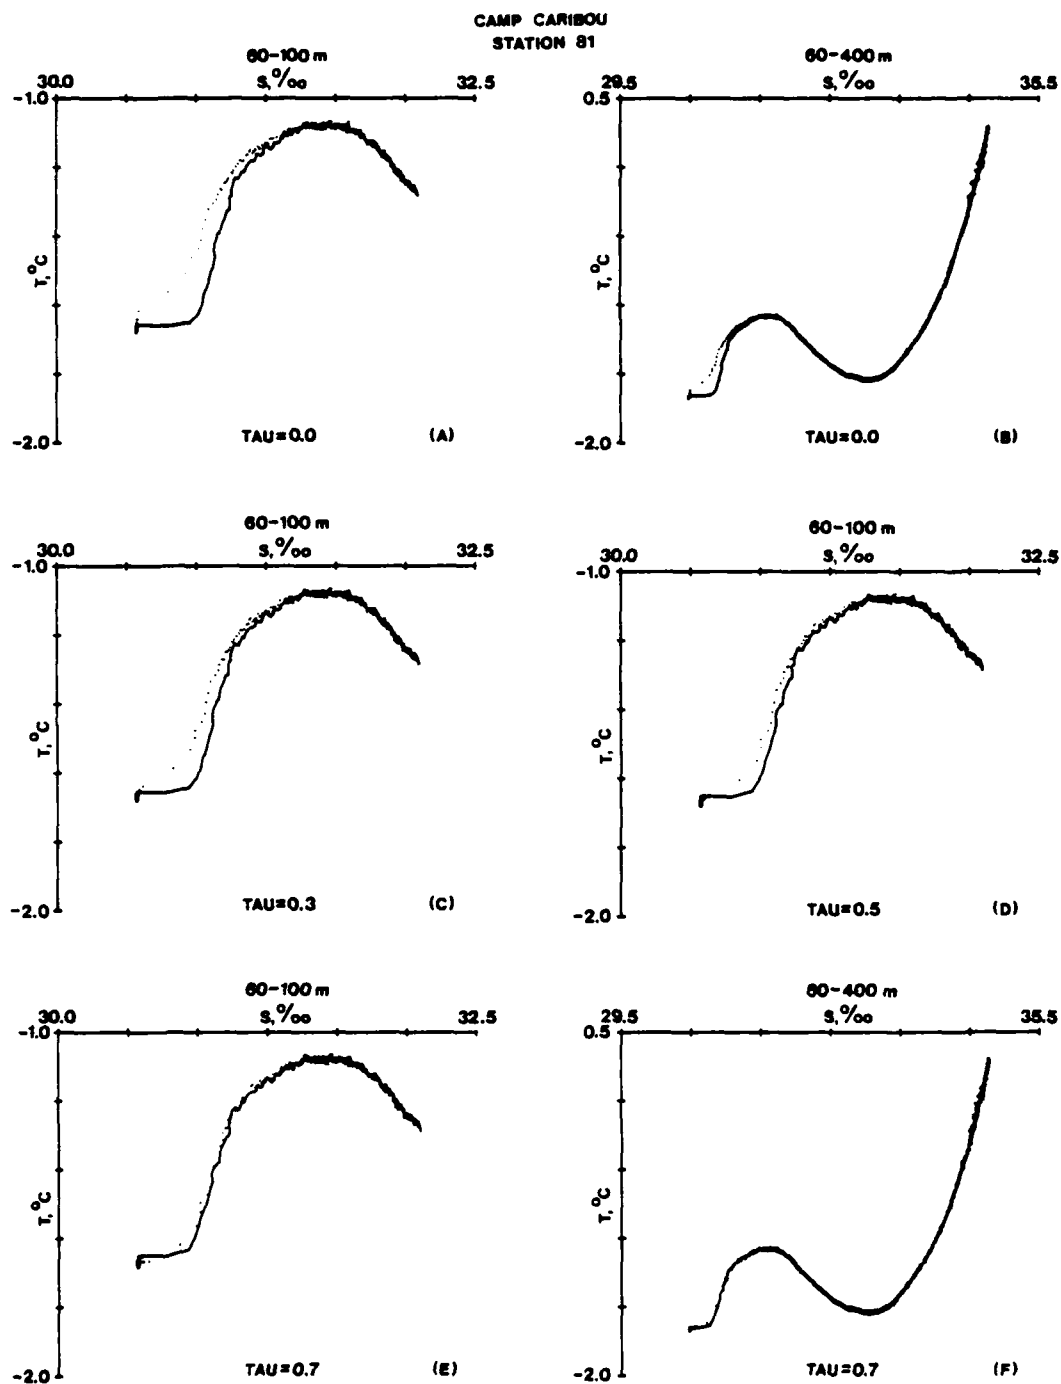 CAMP CARIBOU
STATION 81
60-100 m
30.0 S,‰ 32.5
-1.0
T,°C
-2.0
TAU=0.0 (A)
60-400 m
29.5 S,‰ 35.5
0.5
T,°C
-2.0
TAU=0.0 (B)
60-100 m
30.0 S,‰ 32.5
-1.0
T,°C
-2.0
TAU=0.3 (C)
60-100 m
30.0 S,‰ 32.5
-1.0
T,°C
-2.0
TAU=0.5 (D)
60-100 m
30.0 S,‰ 32.5
-1.0
T,°C
-2.0
TAU=0.7 (E)
60-400 m
29.5 S,‰ 35.5
0.5
T,°C
-2.0
TAU=0.7 (F)